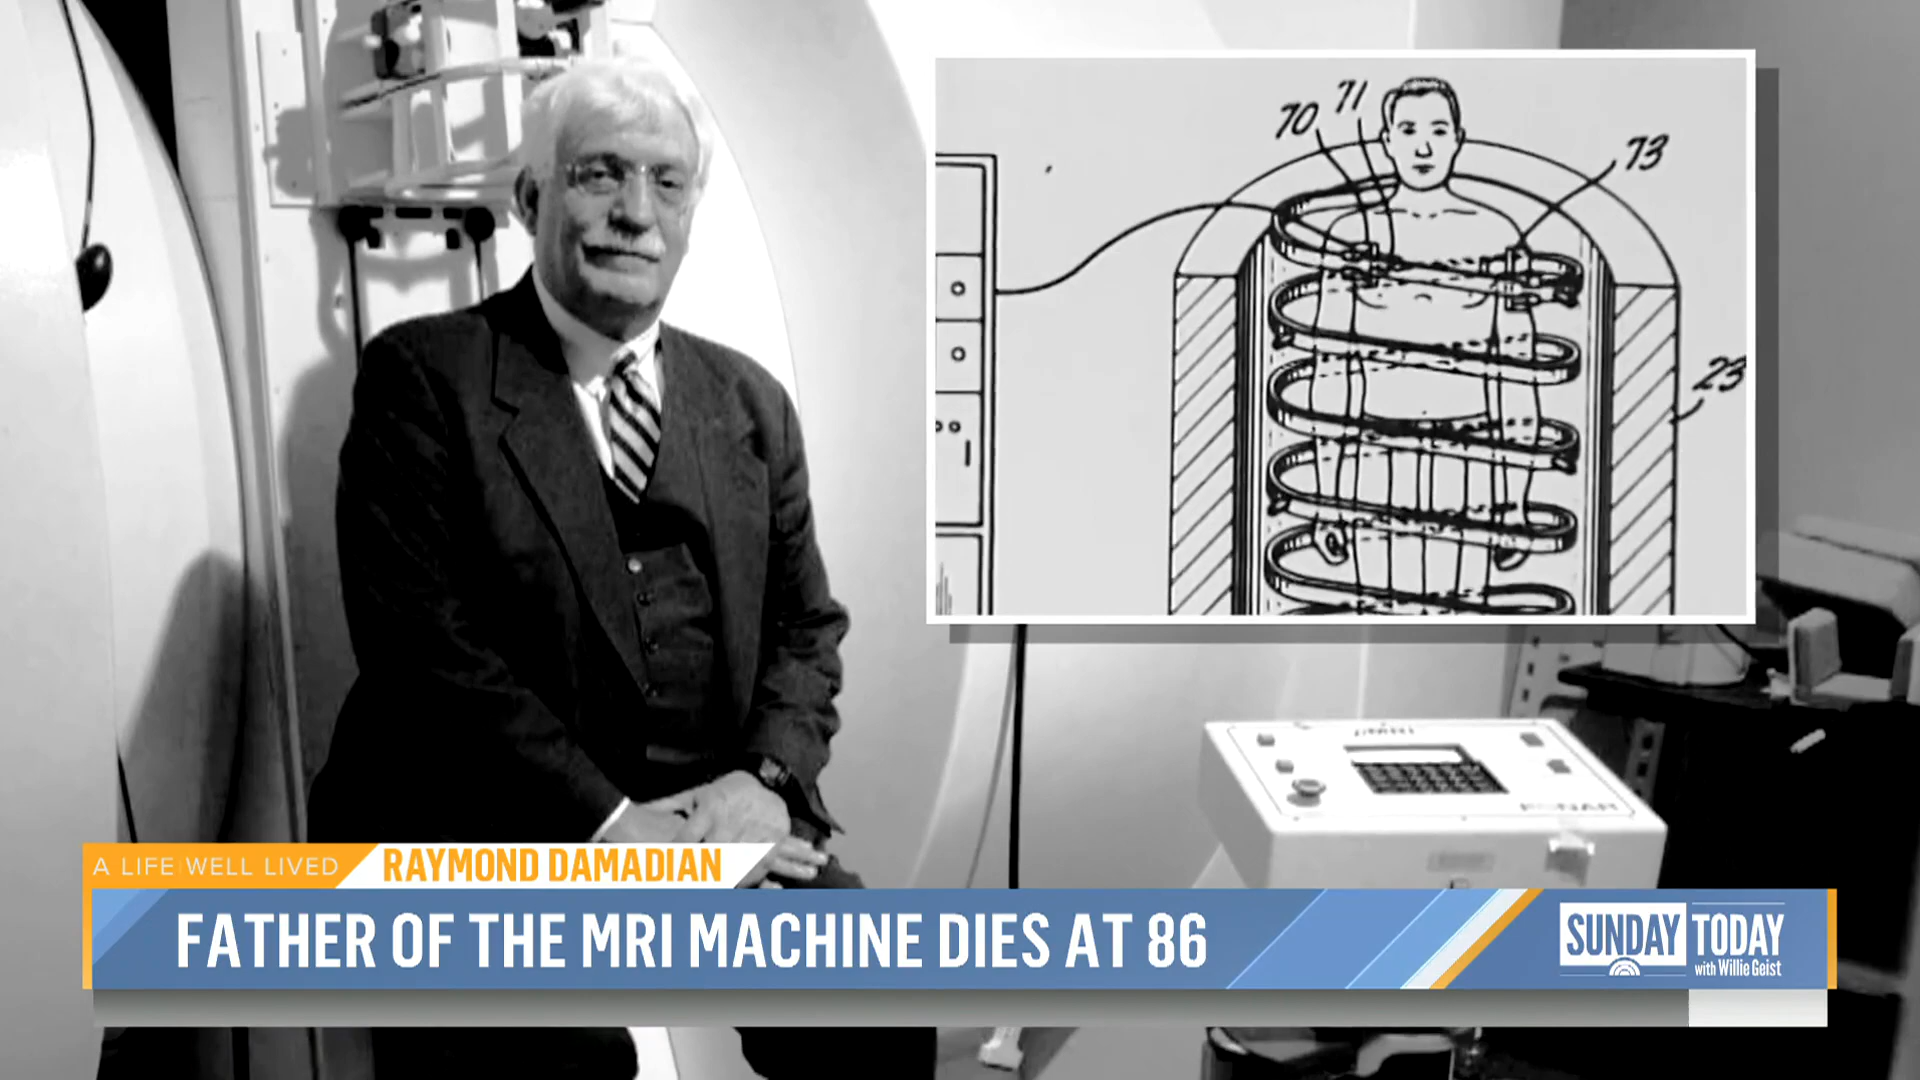 70
71
73
23
A LIFE WELL LIVED
RAYMOND DAMADIAN
FATHER OF THE MRI MACHINE DIES AT 86
SUNDAY TODAY
with Willie Geist
FONAR